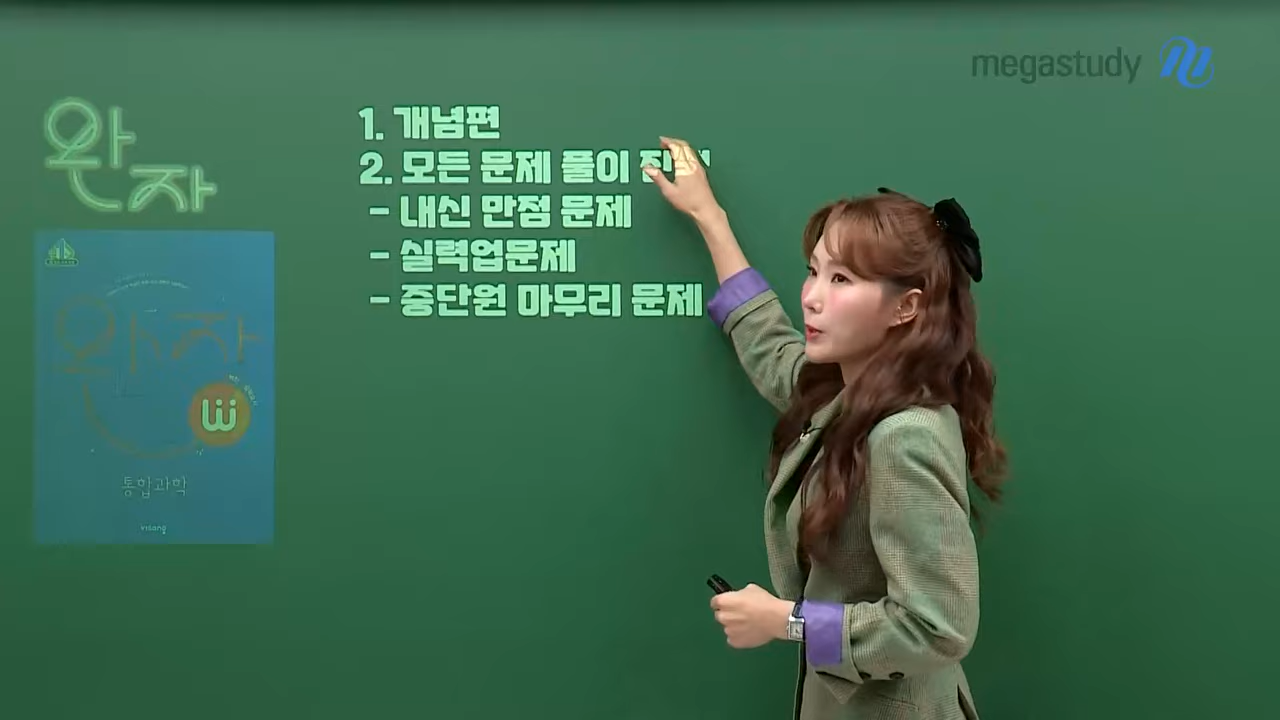 megastudy
완자
1. 개념편
2. 모든 문제 풀이
- 내신 만점 문제
- 실력업문제
- 중단원 마무리 문제
완자
통합과학
visang